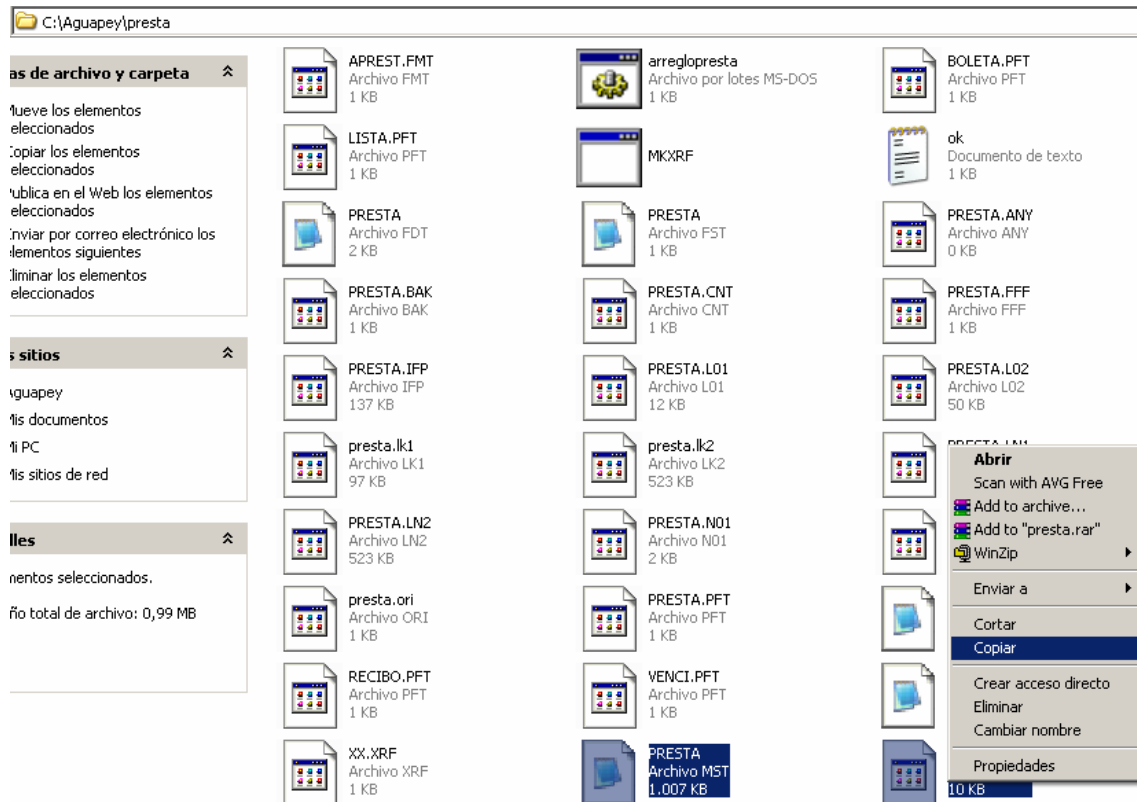 C:\Aguapey\presta
as de archivo y carpeta
Mueve los elementos
eleccionados
Copiar los elementos
eleccionados
Publica en el Web los elementos
eleccionados
Enviar por correo electrónico los
elementos siguientes
Eliminar los elementos
eleccionados
s sitios
Aguapey
Mis documentos
Mi PC
Mis sitios de red
lles
mentos seleccionados.
ño total de archivo: 0,99 MB
APREST.FMT
Archivo FMT
1 KB
arreglopresta
Archivo por lotes MS-DOS
1 KB
BOLETA.PFT
Archivo PFT
1 KB
LISTA.PFT
Archivo PFT
1 KB
MKXRF
ok
Documento de texto
1 KB
PRESTA
Archivo FDT
2 KB
PRESTA
Archivo FST
1 KB
PRESTA.ANY
Archivo ANY
0 KB
PRESTA.BAK
Archivo BAK
1 KB
PRESTA.CNT
Archivo CNT
1 KB
PRESTA.FFF
Archivo FFF
1 KB
PRESTA.IFP
Archivo IFP
137 KB
PRESTA.L01
Archivo L01
12 KB
PRESTA.L02
Archivo L02
50 KB
presta.lk1
Archivo LK1
97 KB
presta.lk2
Archivo LK2
523 KB
PRESTA.LN1
PRESTA.LN2
Archivo LN2
523 KB
PRESTA.N01
Archivo N01
2 KB
presta.ori
Archivo ORI
1 KB
PRESTA.PFT
Archivo PFT
1 KB
RECIBO.PFT
Archivo PFT
1 KB
VENCI.PFT
Archivo PFT
1 KB
XX.XRF
Archivo XRF
1 KB
PRESTA
Archivo MST
1.007 KB
10 KB
Abrir
Scan with AVG Free
Add to archive...
Add to "presta.rar"
WinZip
Enviar a
Cortar
Copiar
Crear acceso directo
Eliminar
Cambiar nombre
Propiedades